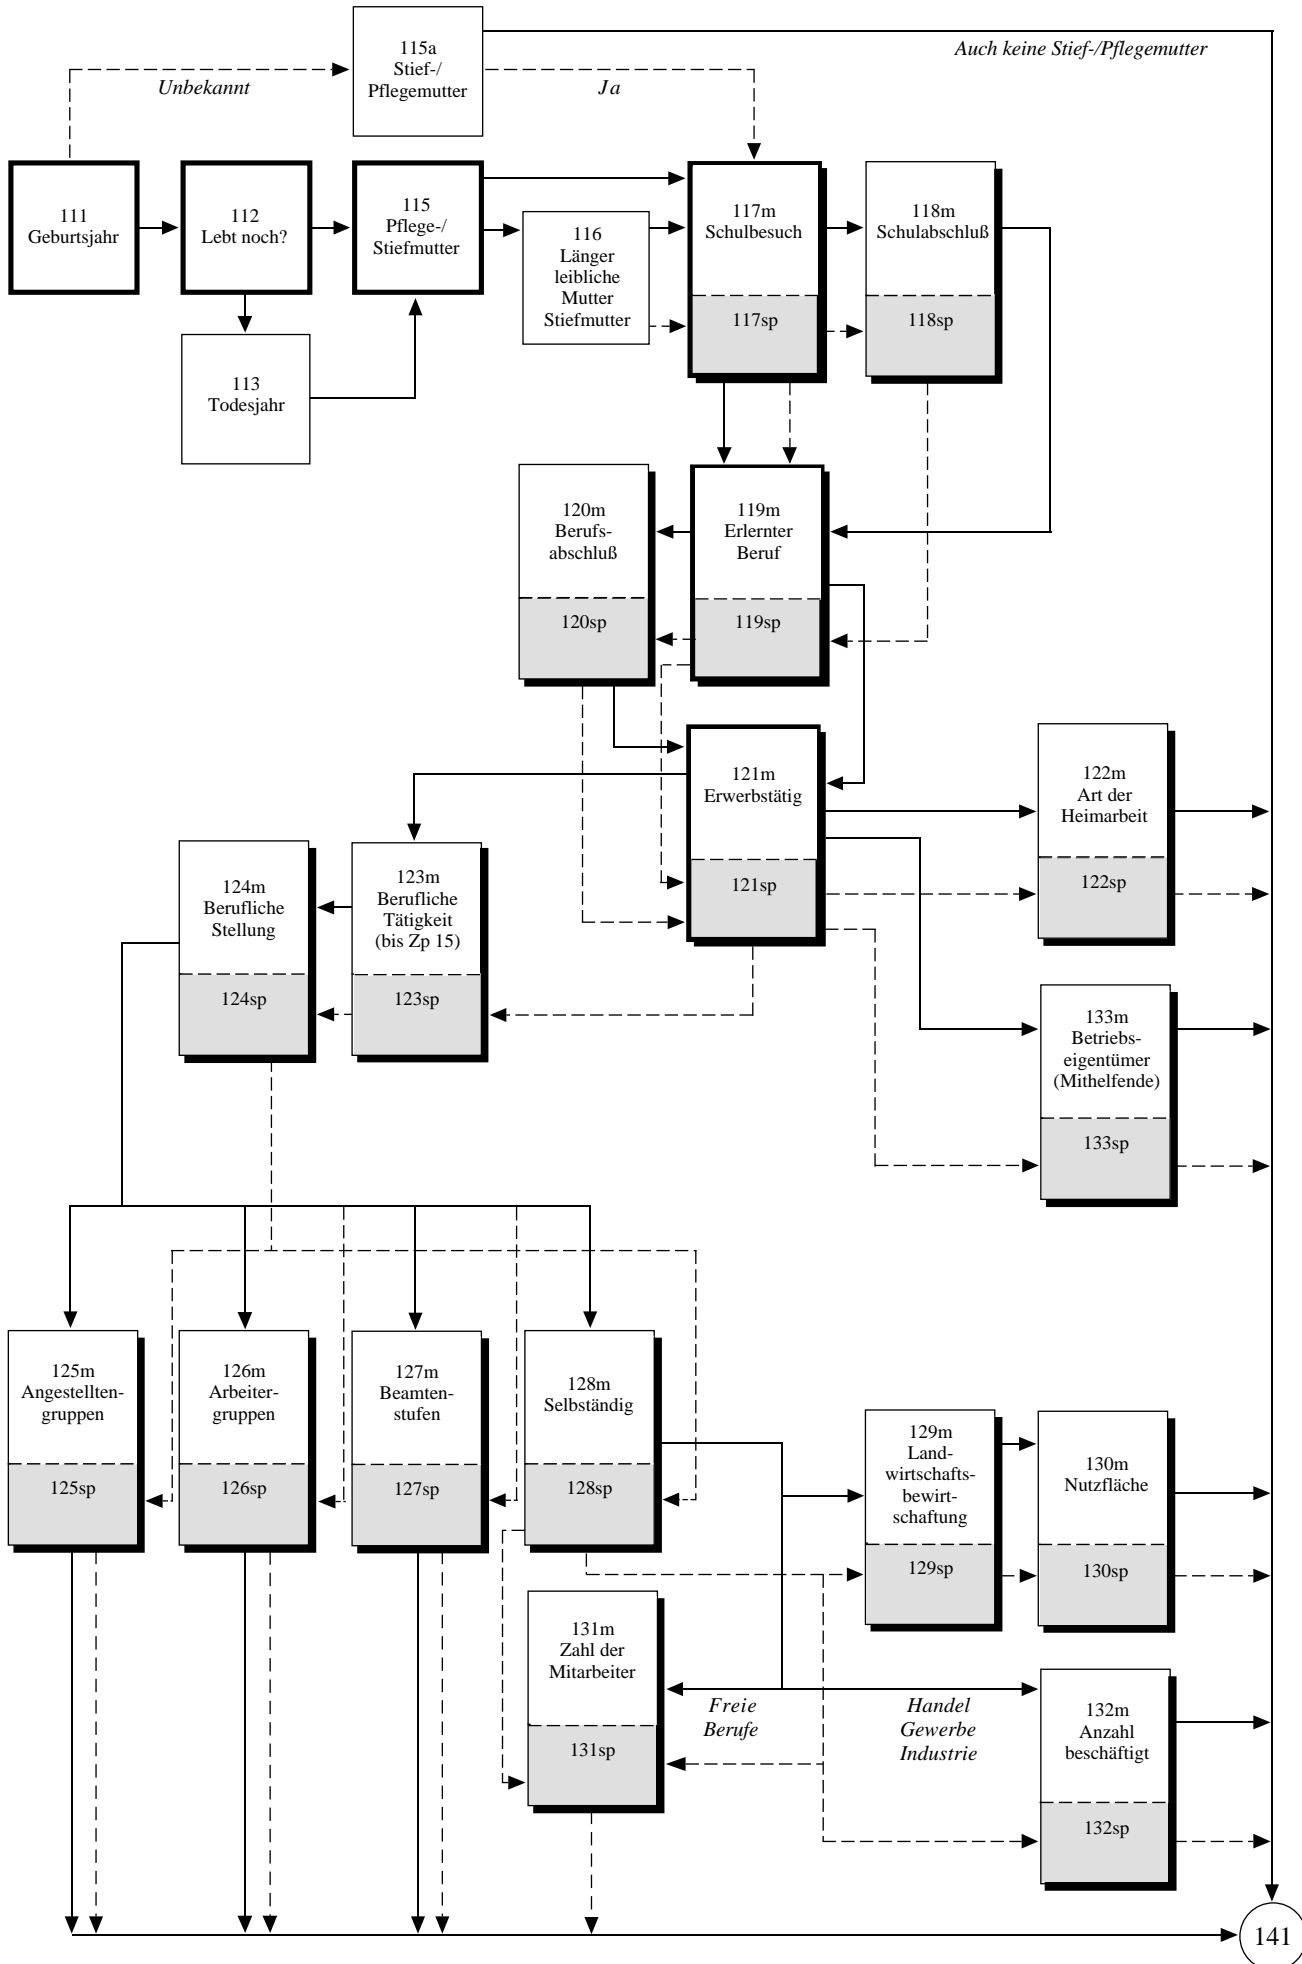 115a
Stief-/
Pflegemutter
Auch keine Stief-/Pflegemutter
Unbekannt
Ja
111
Geburtsjahr
112
Lebt noch?
115
Pflege-/
Stiefmutter
116
Länger
leibliche
Mutter
Stiefmutter
117m
Schulbesuch
117sp
118m
Schulabschluß
118sp
113
Todesjahr
120m
Berufs-
abschluß
120sp
119m
Erlernter
Beruf
119sp
121m
Erwerbstätig
121sp
122m
Art der
Heimarbeit
122sp
124m
Berufliche
Stellung
124sp
123m
Berufliche
Tätigkeit
(bis Zp 15)
123sp
133m
Betriebs-
eigentümer
(Mithelfende)
133sp
125m
Angestellten-
gruppen
125sp
126m
Arbeiter-
gruppen
126sp
127m
Beamten-
stufen
127sp
128m
Selbständig
128sp
129m
Land-
wirtschafts-
bewirt-
schaftung
129sp
130m
Nutzfläche
130sp
131m
Zahl der
Mitarbeiter
131sp
Freie
Berufe
Handel
Gewerbe
Industrie
132m
Anzahl
beschäftigt
132sp
141